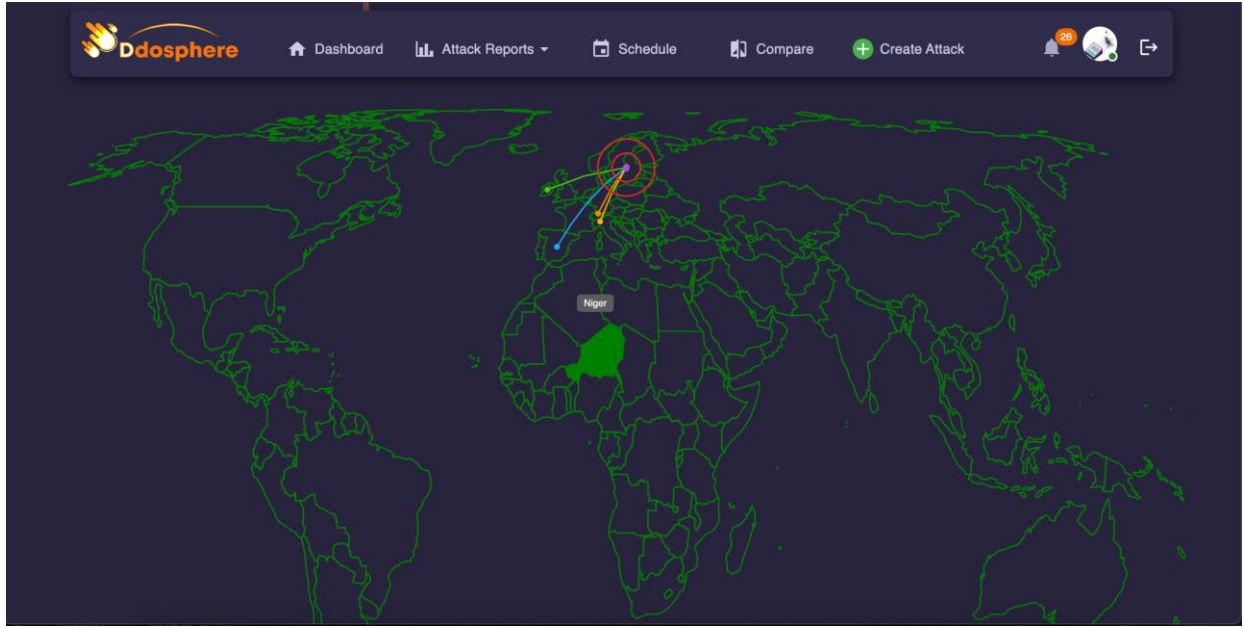 Ddosphere
Dashboard
Attack Reports
Schedule
Compare
Create Attack
26
Niger